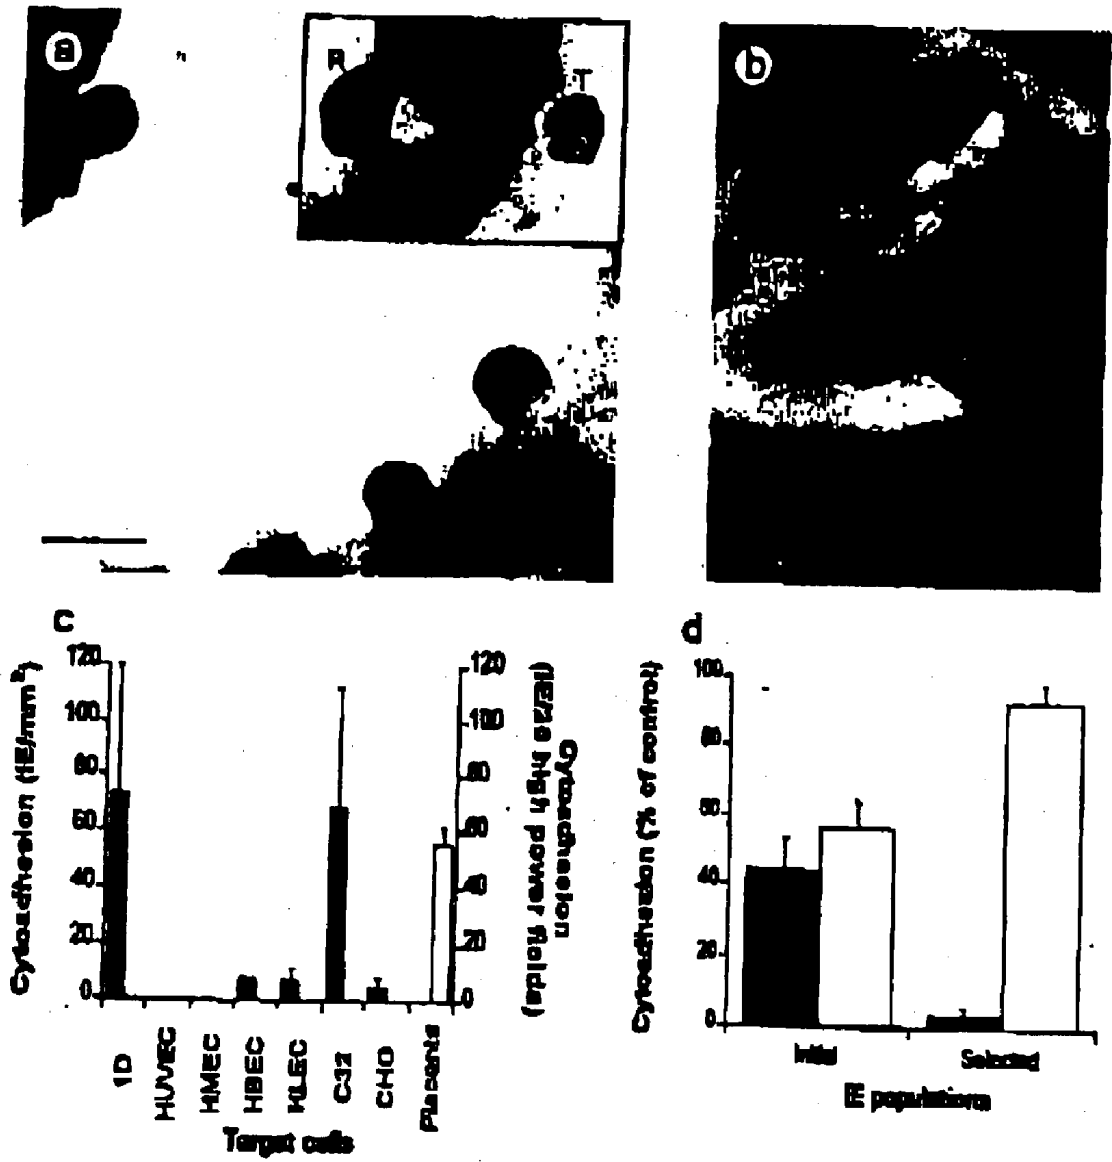 a
R
T
b
c
120
100
80
60
40
20
0
Cytoadhesion (IE/mm²)
120
100
80
60
40
20
0
Cytoadhesion
(IE/20 high power fields)
1D
HUVEC
HMEC
HBEC
HLEC
C32
CHO
Placenta
Target cells
d
100
80
60
40
20
0
Cytoadhesion (% of control)
Initial
Selected
IE populations